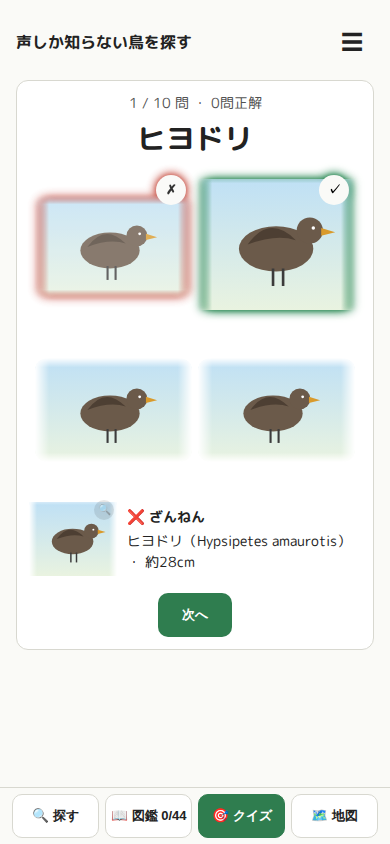 声しか知らない鳥を探す
☰
1 / 10 問 · 0問正解
ヒヨドリ
✗
✓
❌ ざんねん
ヒヨドリ（Hypsipetes amaurotis）
· 約28cm
次へ
🔍 探す
📖 図鑑 0/44
🎯 クイズ
🗺️ 地図